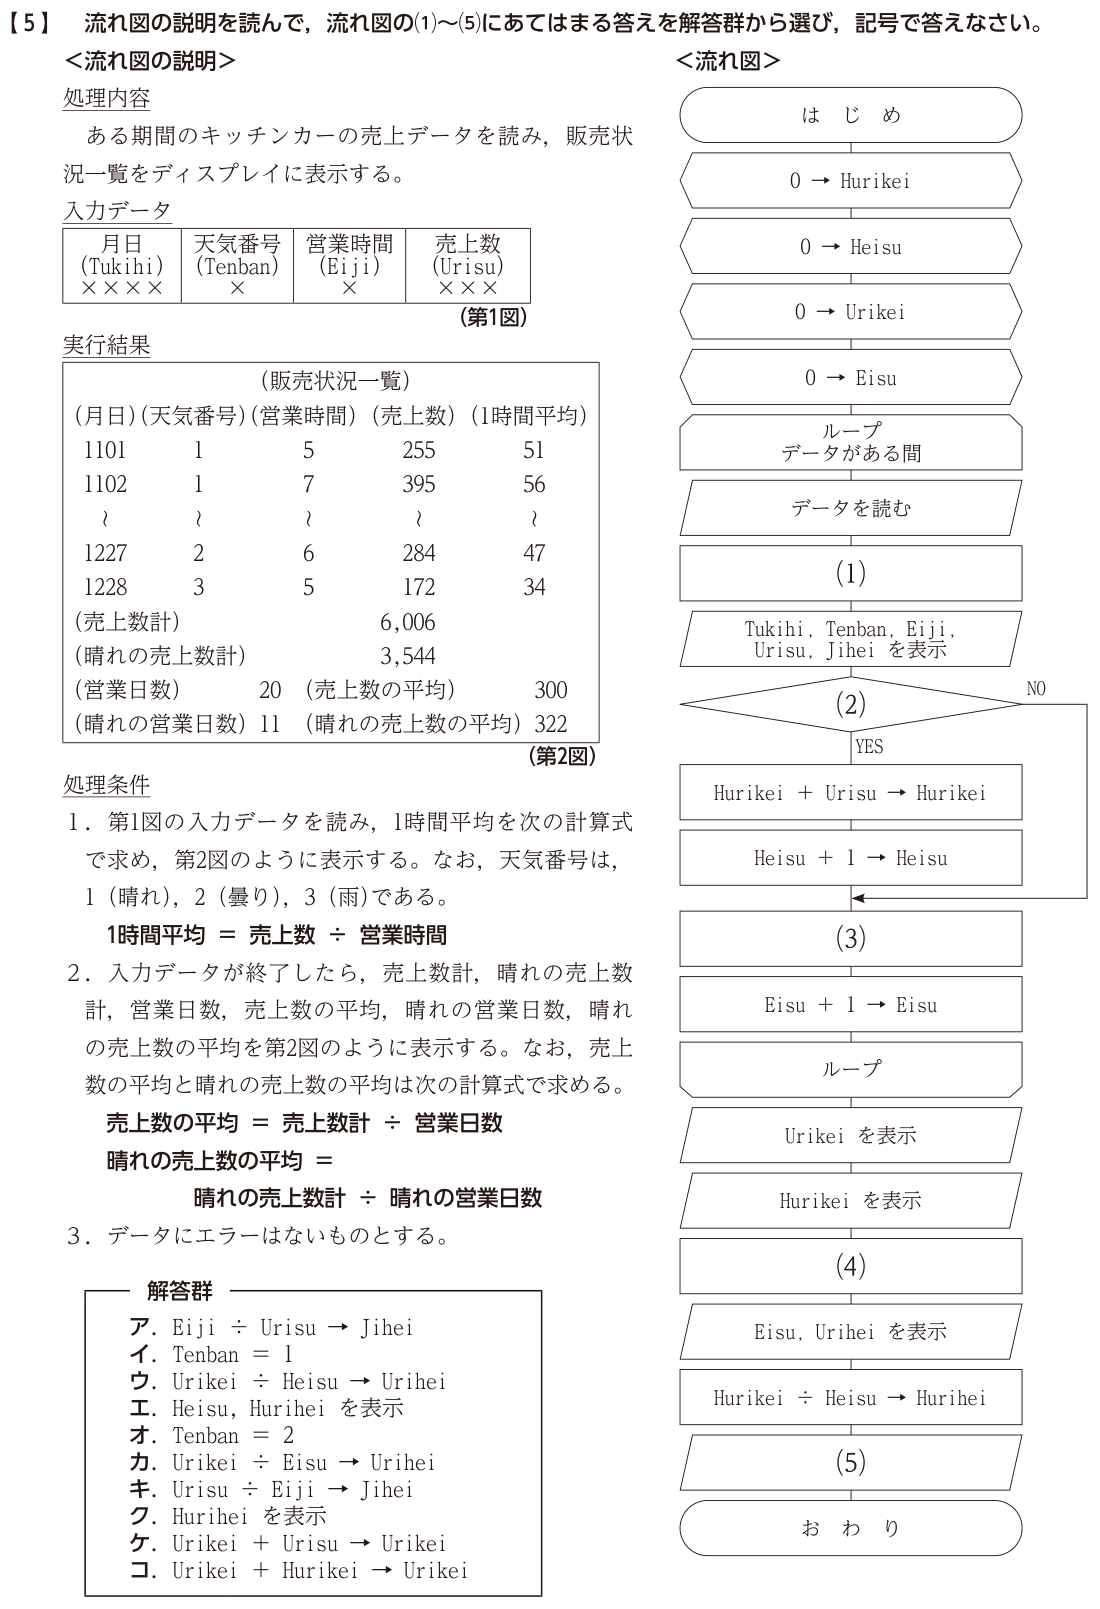 【5】 流れ図の説明を読んで，流れ図の⑴～⑸にあてはまる答えを解答群から選び，記号で答えなさい。
＜流れ図の説明＞
処理内容
ある期間のキッチンカーの売上データを読み，販売状
況一覧をディスプレイに表示する。
入力データ
月日 天気番号 営業時間 売上数
(Tukihi) (Tenban) (Eiji) (Urisu)
×××× × × ×××
(第1図)
実行結果
(販売状況一覧)
(月日) (天気番号) (営業時間) (売上数) (1時間平均)
1101 1 5 255 51
1102 1 7 395 56
～ ～ ～ ～ ～
1227 2 6 284 47
1228 3 5 172 34
(売上数計) 6,006
(晴れの売上数計) 3,544
(営業日数) 20 (売上数の平均) 300
(晴れの営業日数) 11 (晴れの売上数の平均) 322
(第2図)
処理条件
1．第1図の入力データを読み，1時間平均を次の計算式
で求め，第2図のように表示する。なお，天気番号は，
1（晴れ），2（曇り），3（雨）である。
1時間平均 ＝ 売上数 ÷ 営業時間
2．入力データが終了したら，売上数計，晴れの売上数
計，営業日数，売上数の平均，晴れの営業日数，晴れ
の売上数の平均を第2図のように表示する。なお，売上
数の平均と晴れの売上数の平均は次の計算式で求める。
売上数の平均 ＝ 売上数計 ÷ 営業日数
晴れの売上数の平均 ＝
晴れの売上数計 ÷ 晴れの営業日数
3．データにエラーはないものとする。
解答群
ア．Eiji ÷ Urisu → Jihei
イ．Tenban ＝ 1
ウ．Urikei ÷ Heisu → Urihei
エ．Heisu，Hurihei を表示
オ．Tenban ＝ 2
カ．Urikei ÷ Eisu → Urihei
キ．Urisu ÷ Eiji → Jihei
ク．Hurihei を表示
ケ．Urikei ＋ Urisu → Urikei
コ．Urikei ＋ Hurikei → Urikei
＜流れ図＞
は じ め
0 → Hurikei
0 → Heisu
0 → Urikei
0 → Eisu
ループ
データがある間
データを読む
(1)
Tukihi，Tenban，Eiji，
Urisu，Jihei を表示
(2)
NO
YES
Hurikei ＋ Urisu → Hurikei
Heisu ＋ 1 → Heisu
(3)
Eisu ＋ 1 → Eisu
ループ
Urikei を表示
Hurikei を表示
(4)
Eisu，Urihei を表示
Hurikei ÷ Heisu → Hurihei
(5)
お わ り